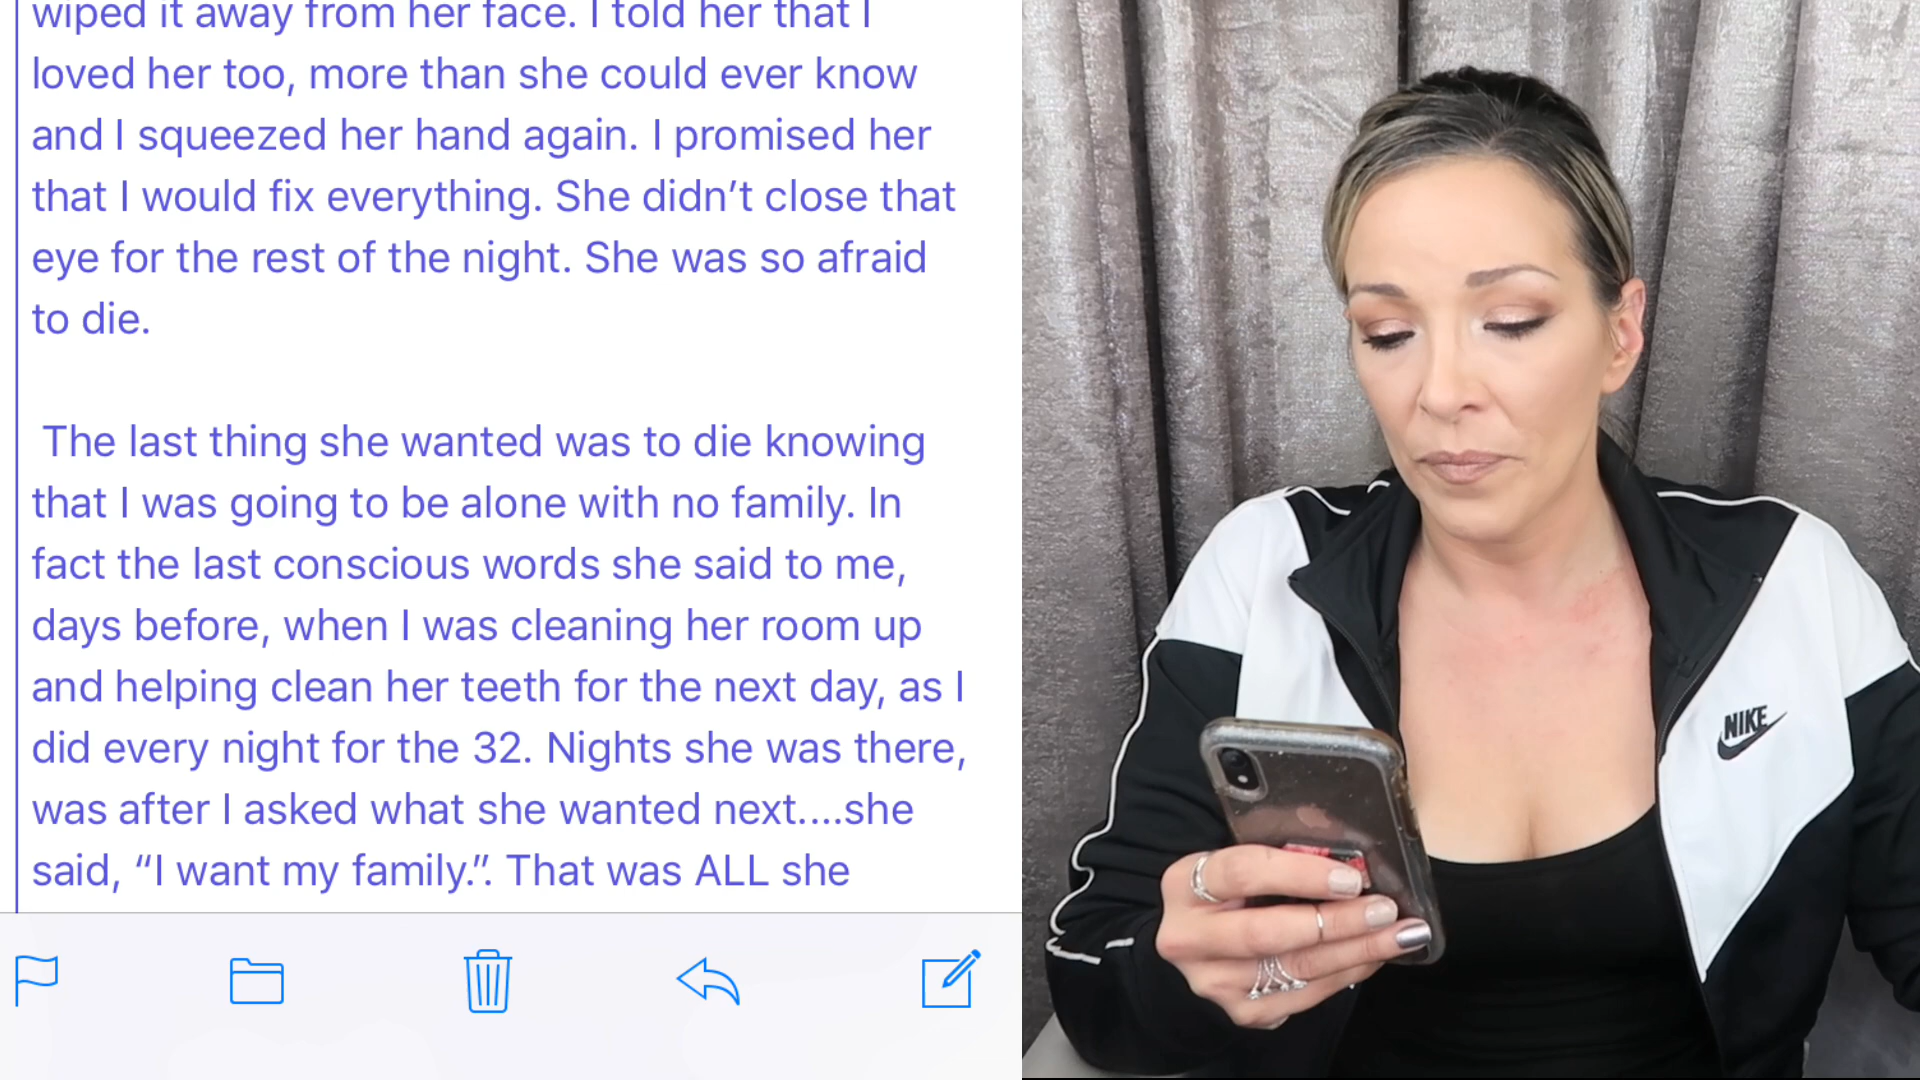 wiped it away from her face. I told her that I
loved her too, more than she could ever know
and I squeezed her hand again. I promised her
that I would fix everything. She didn’t close that
eye for the rest of the night. She was so afraid
to die.
The last thing she wanted was to die knowing
that I was going to be alone with no family. In
fact the last conscious words she said to me,
days before, when I was cleaning her room up
and helping clean her teeth for the next day, as I
did every night for the 32. Nights she was there,
was after I asked what she wanted next....she
said, “I want my family.”. That was ALL she
NIKE